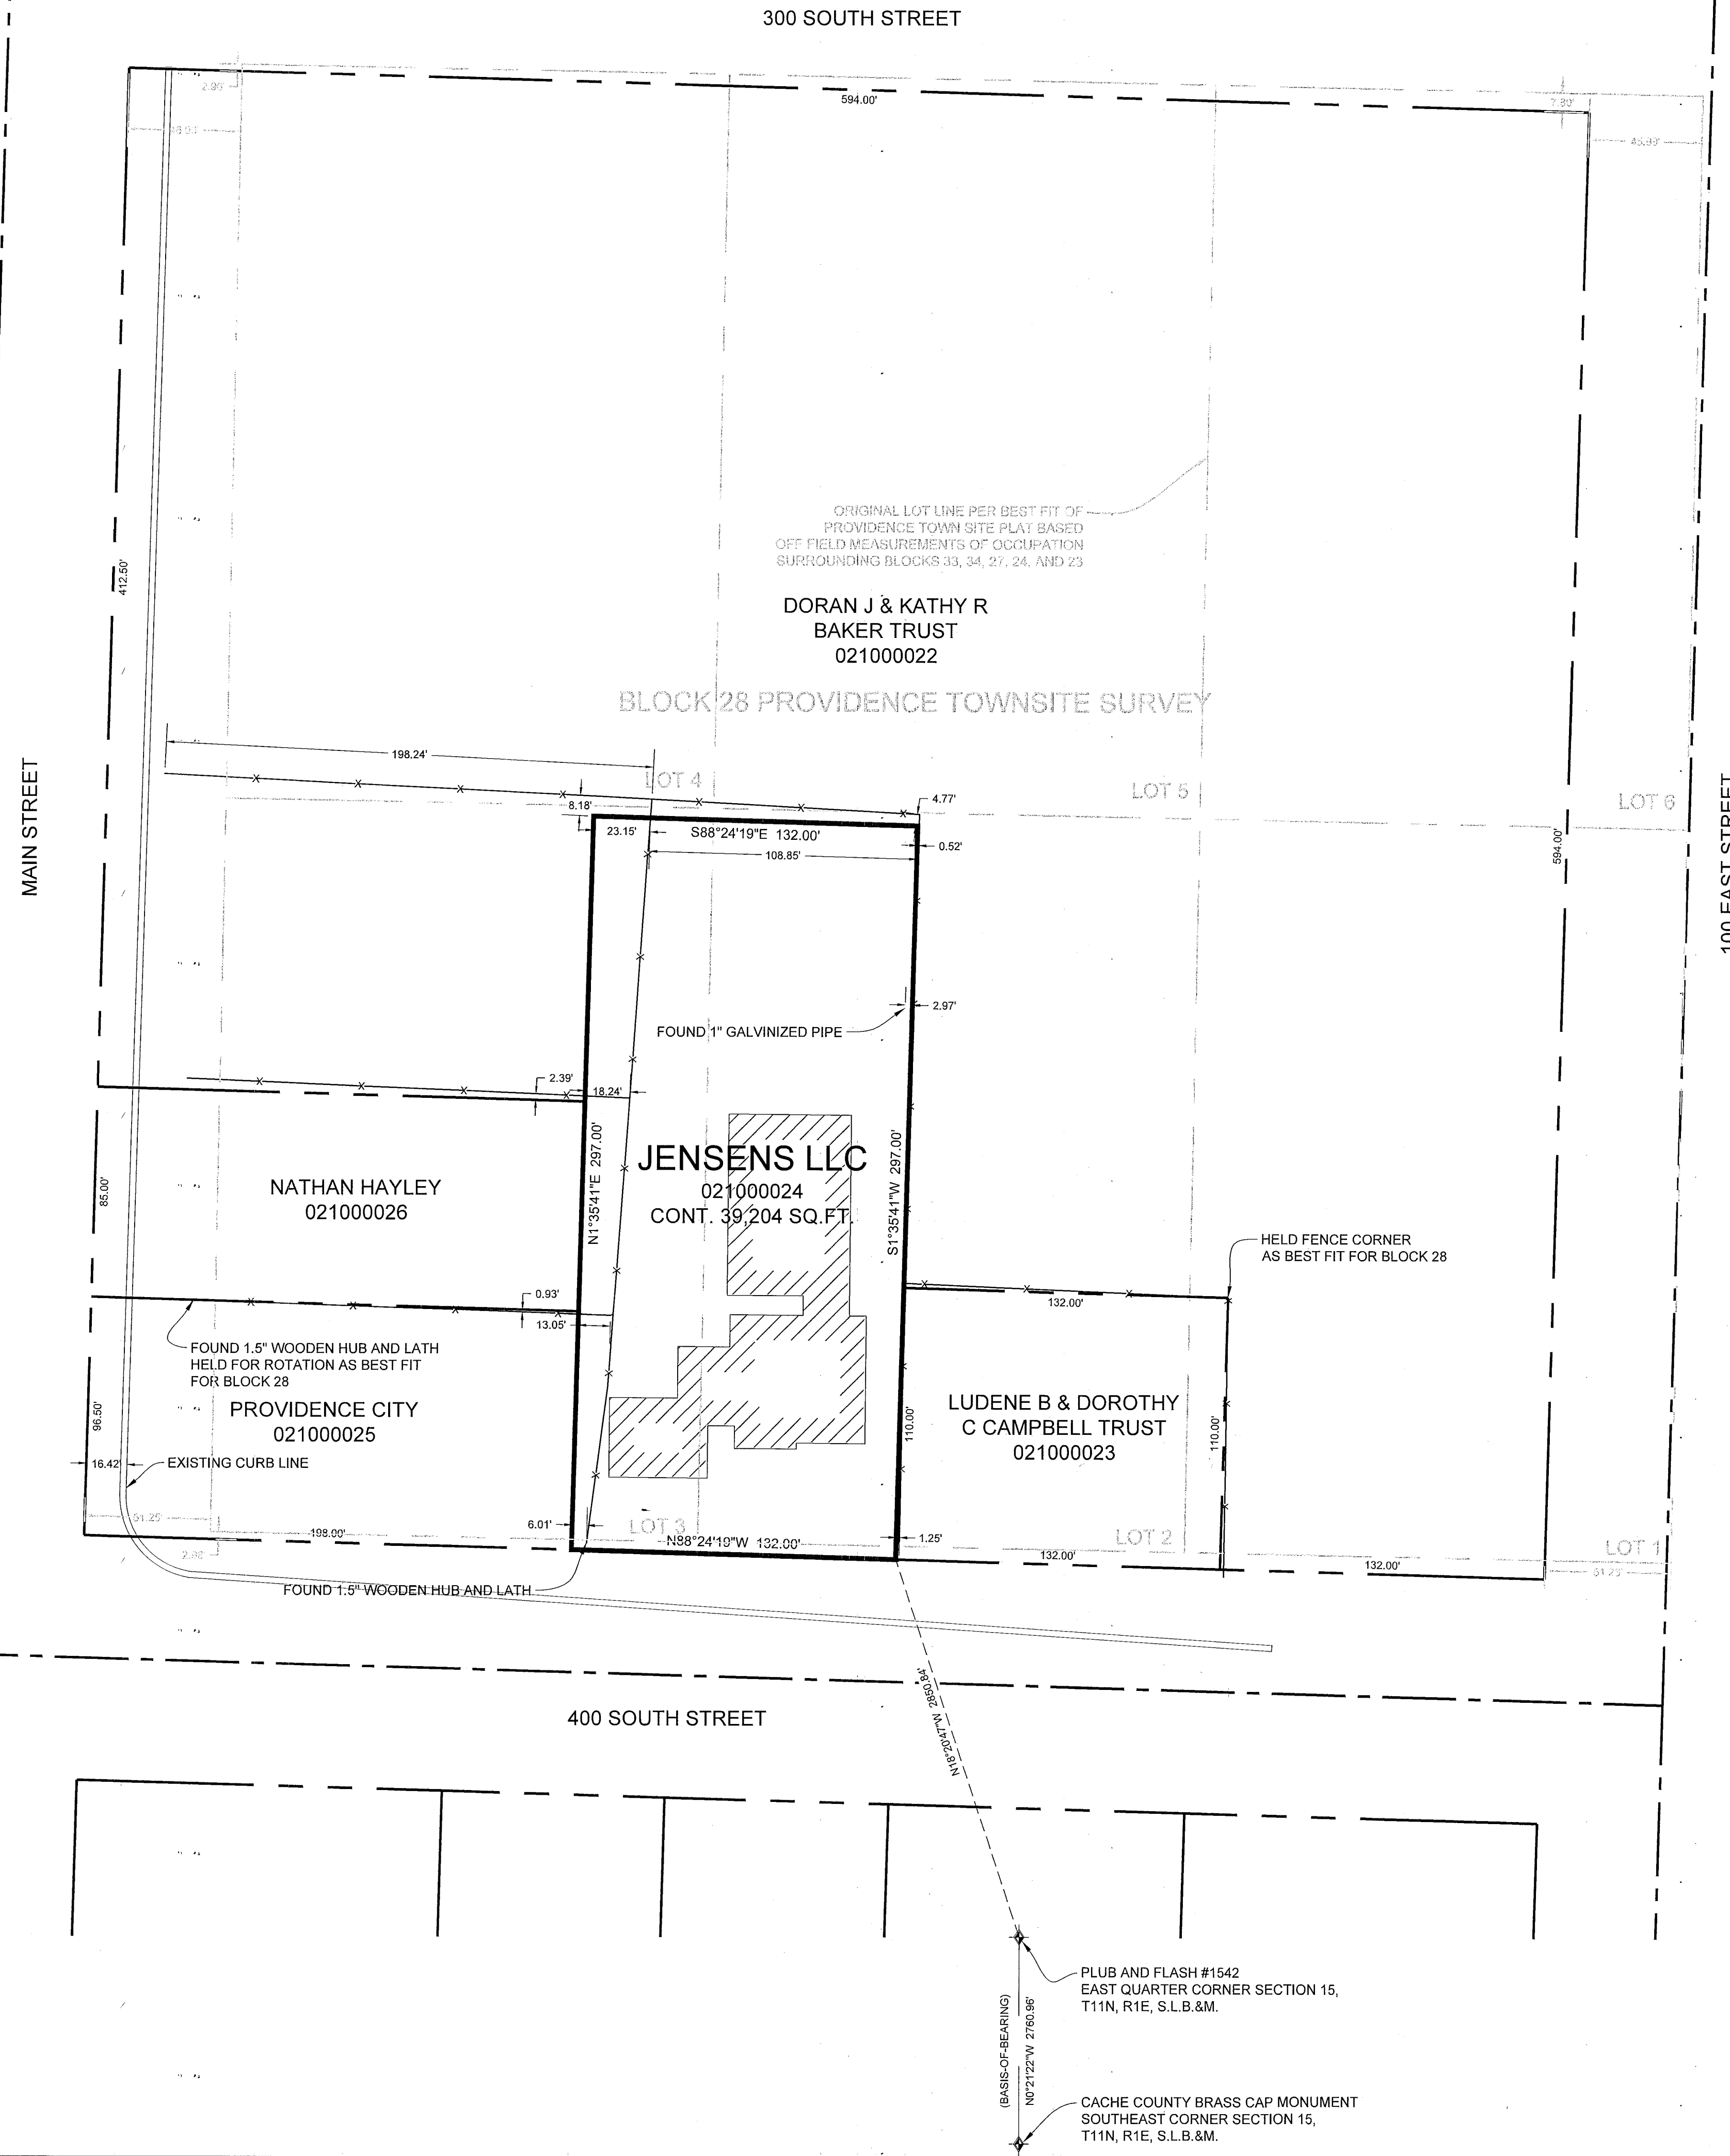 300 SOUTH STREET
594.00'
2.90'
7.80'
45.99'
412.50'
ORIGINAL LOT LINE PER BEST FIT OF
PROVIDENCE TOWN SITE PLAT BASED
OFF FIELD MEASUREMENTS OF OCCUPATION
SURROUNDING BLOCKS 33, 34, 27, 24, AND 23
DORAN J & KATHY R
BAKER TRUST
021000022
BLOCK 28 PROVIDENCE TOWNSITE SURVEY
MAIN STREET
100 EAST STREET
198.24'
LOT 4
LOT 5
LOT 6
8.18'
4.77'
23.15'
S88°24'19"E 132.00'
108.85'
0.52'
594.00'
2.97'
FOUND 1" GALVINIZED PIPE
2.39'
18.24'
N1°35'41"E 297.00'
S1°35'41"W 297.00'
JENSENS LLC
021000024
CONT. 39,204 SQ.FT.
85.00'
NATHAN HAYLEY
021000026
HELD FENCE CORNER
AS BEST FIT FOR BLOCK 28
0.93'
13.05'
132.00'
FOUND 1.5" WOODEN HUB AND LATH
HELD FOR ROTATION AS BEST FIT
FOR BLOCK 28
96.50'
PROVIDENCE CITY
021000025
110.00'
LUDENE B & DOROTHY
C CAMPBELL TRUST
021000023
110.00'
16.42'
EXISTING CURB LINE
51.25'
198.00'
6.01'
LOT 3
N88°24'19"W 132.00'
1.25'
LOT 2
132.00'
LOT 1
132.00'
51.25'
FOUND 1.5" WOODEN HUB AND LATH
N18°20'47"W 2850.84'
400 SOUTH STREET
PLUB AND FLASH #1542
EAST QUARTER CORNER SECTION 15,
T11N, R1E, S.L.B.&M.
(BASIS-OF-BEARING)
N0°21'22"W 2760.96'
CACHE COUNTY BRASS CAP MONUMENT
SOUTHEAST CORNER SECTION 15,
T11N, R1E, S.L.B.&M.